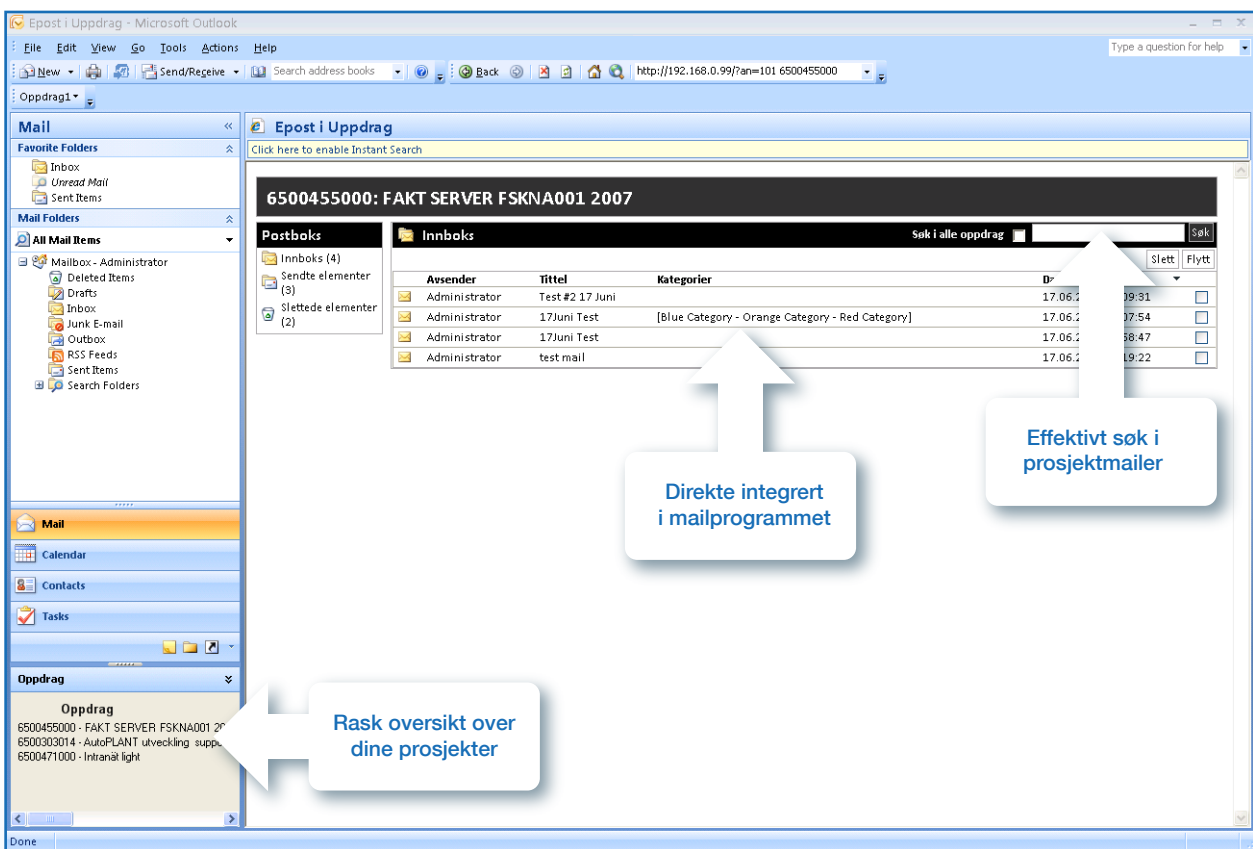 Epost i Uppdrag - Microsoft Outlook
File Edit View Go Tools Actions Help
Type a question for help
New Send/Receive Search address books Back http://192.168.0.99/?an=101 6500455000
Oppdrag1
Mail
Favorite Folders
Inbox
Unread Mail
Sent Items
Mail Folders
All Mail Items
Mailbox - Administrator
Deleted Items
Drafts
Inbox
Junk E-mail
Outbox
RSS Feeds
Sent Items
Search Folders
Mail
Calendar
Contacts
Tasks
Oppdrag
Oppdrag
6500455000 - FAKT SERVER FSKNA001
6500303014 - AutoPLANT utveckling
6500471000 - Intranät light
Epost i Uppdrag
Click here to enable Instant Search
6500455000: FAKT SERVER FSKNA001 2007
Postboks
Innboks (4)
Sendte elementer
(3)
Slettede elementer
(2)
Innboks Søk i alle oppdrag Søk
Slett Flytt
Avsender Tittel Kategorier
Administrator Test #2 17 Juni 17.06.2 09:31
Administrator 17Juni Test [Blue Category - Orange Category - Red Category] 17.06.2 07:54
Administrator 17Juni Test 17.06.2 58:47
Administrator test mail 17.06.2 19:22
Effektivt søk i
prosjektmailer
Direkte integrert
i mailprogrammet
Rask oversikt over
dine prosjekter
Done